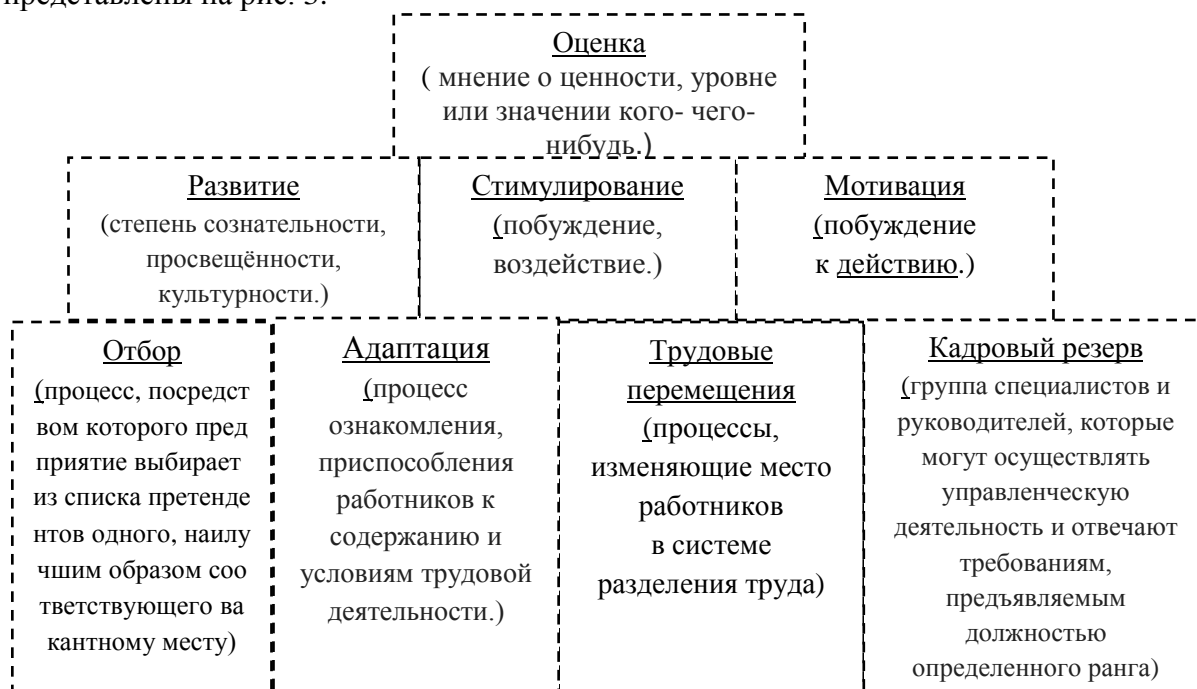 представлены на рис. 3.
Оценка
( мнение о ценности, уровне
или значении кого- чего-
нибудь.)
Развитие
(степень сознательности,
просвещённости,
культурности.)
Стимулирование
(побуждение,
воздействие.)
Мотивация
(побуждение
к действию.)
Отбор
(процесс, посредст
вом которого пред
приятие выбирает
из списка претенде
нтов одного, наилу
чшим образом соо
тветствующего ва
кантному месту)
Адаптация
(процесс
ознакомления,
приспособления
работников к
содержанию и
условиям трудовой
деятельности.)
Трудовые
перемещения
(процессы,
изменяющие место
работников
в системе
разделения труда)
Кадровый резерв
(группа специалистов и
руководителей, которые
могут осуществлять
управленческую
деятельность и отвечают
требованиям,
предъявляемым
должностью
определенного ранга)